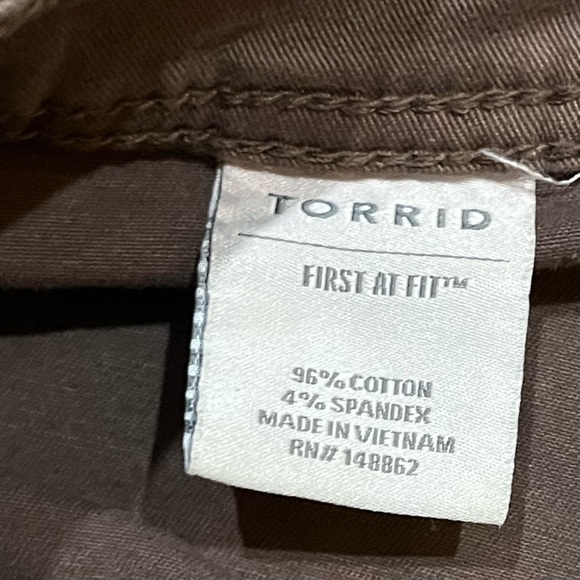 TORRID
FIRST AT FIT™
96% COTTON
4% SPANDEX
MADE IN VIETNAM
RN# 148862